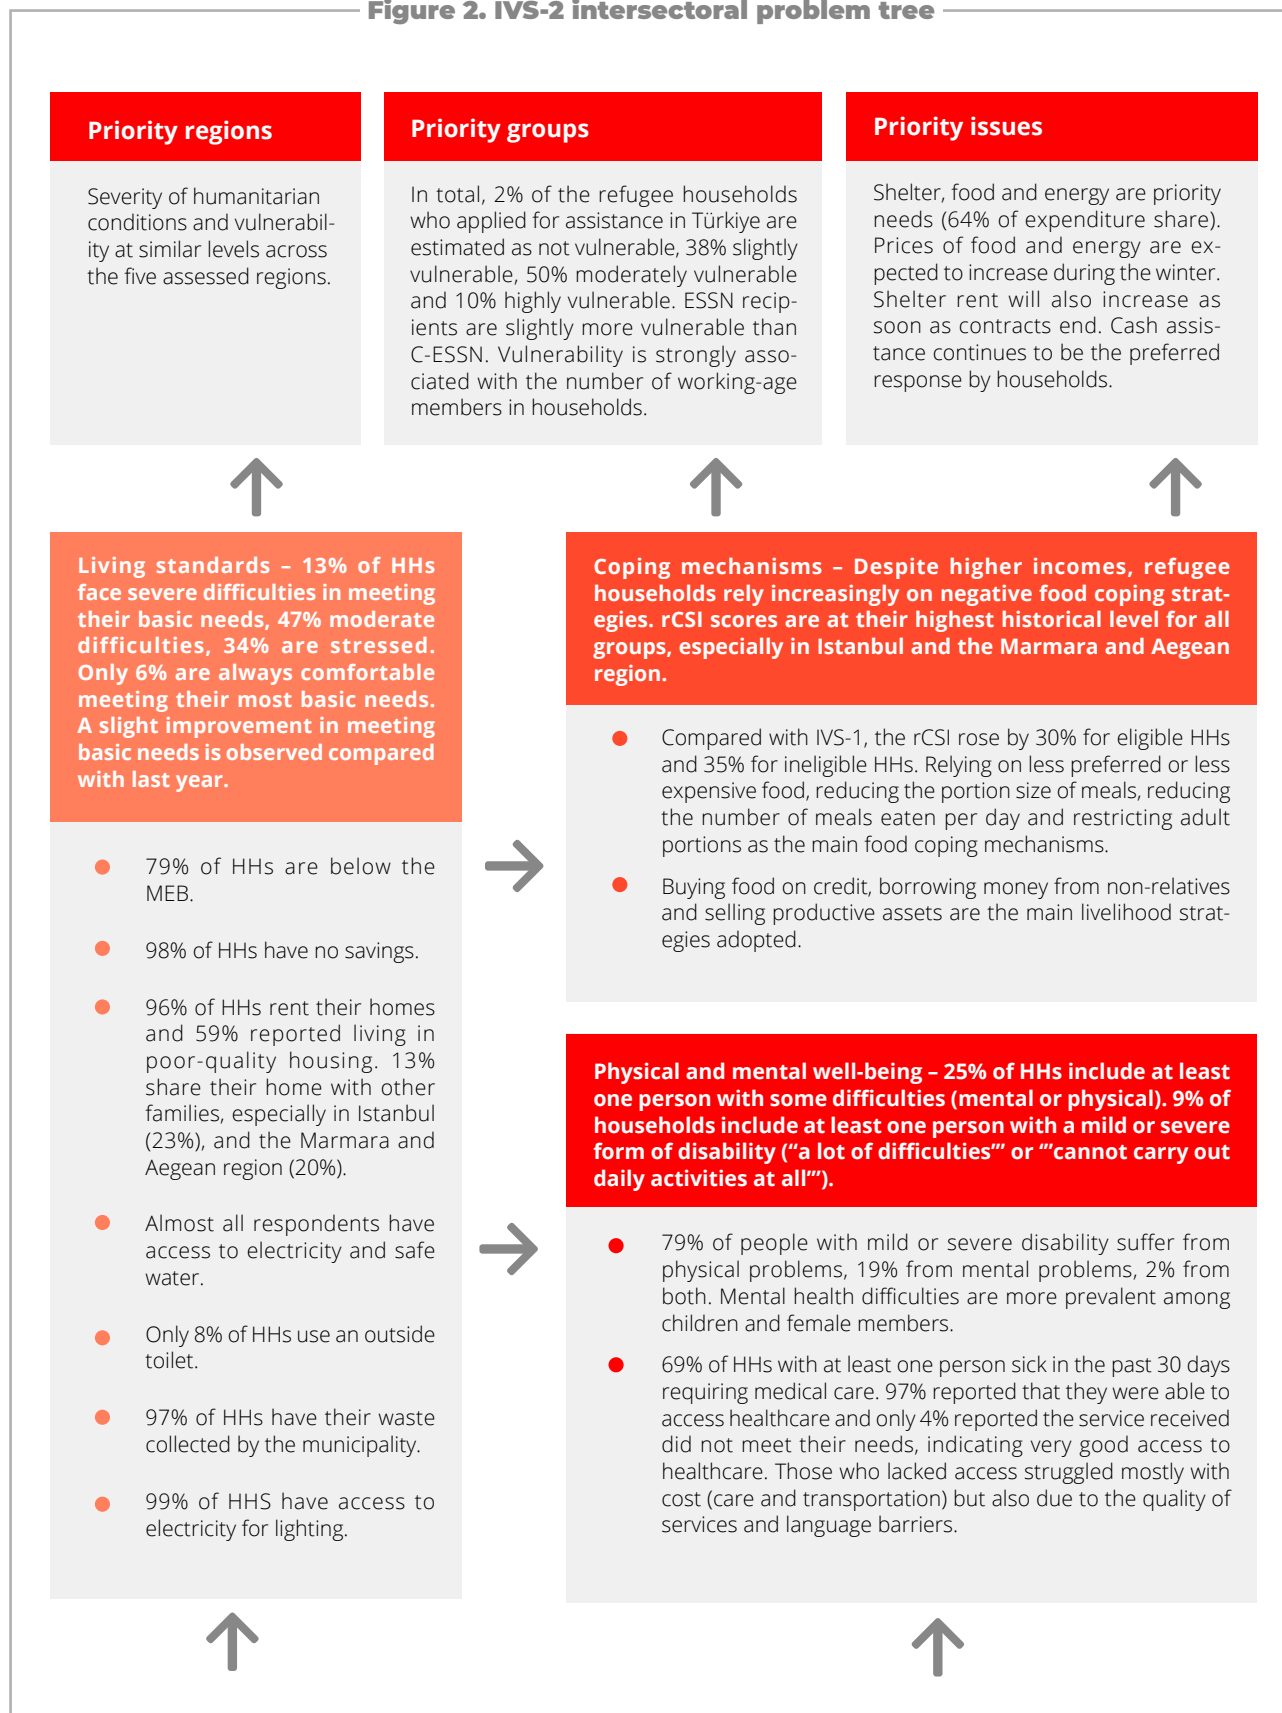 Figure 2. IVS-2 intersectoral problem tree
Priority regions
Severity of humanitarian
conditions and vulnerabil-
ity at similar levels across
the five assessed regions.
Priority groups
In total, 2% of the refugee households
who applied for assistance in Türkiye are
estimated as not vulnerable, 38% slightly
vulnerable, 50% moderately vulnerable
and 10% highly vulnerable. ESSN recip-
ients are slightly more vulnerable than
C-ESSN. Vulnerability is strongly asso-
ciated with the number of working-age
members in households.
Priority issues
Shelter, food and energy are priority
needs (64% of expenditure share).
Prices of food and energy are ex-
pected to increase during the winter.
Shelter rent will also increase as
soon as contracts end. Cash assis-
tance continues to be the preferred
response by households.
Living standards – 13% of HHs
face severe difficulties in meeting
their basic needs, 47% moderate
difficulties, 34% are stressed.
Only 6% are always comfortable
meeting their most basic needs.
A slight improvement in meeting
basic needs is observed compared
with last year.
79% of HHs are below the
MEB.
98% of HHs have no savings.
96% of HHs rent their homes
and 59% reported living in
poor-quality housing. 13%
share their home with other
families, especially in Istanbul
(23%), and the Marmara and
Aegean region (20%).
Almost all respondents have
access to electricity and safe
water.
Only 8% of HHs use an outside
toilet.
97% of HHs have their waste
collected by the municipality.
99% of HHS have access to
electricity for lighting.
Coping mechanisms – Despite higher incomes, refugee
households rely increasingly on negative food coping strat-
egies. rCSI scores are at their highest historical level for all
groups, especially in Istanbul and the Marmara and Aegean
region.
Compared with IVS-1, the rCSI rose by 30% for eligible HHs
and 35% for ineligible HHs. Relying on less preferred or less
expensive food, reducing the portion size of meals, reducing
the number of meals eaten per day and restricting adult
portions as the main food coping mechanisms.
Buying food on credit, borrowing money from non-relatives
and selling productive assets are the main livelihood strat-
egies adopted.
Physical and mental well-being – 25% of HHs include at least
one person with some difficulties (mental or physical). 9% of
households include at least one person with a mild or severe
form of disability (“a lot of difficulties’” or “’cannot carry out
daily activities at all’”).
79% of people with mild or severe disability suffer from
physical problems, 19% from mental problems, 2% from
both. Mental health difficulties are more prevalent among
children and female members.
69% of HHs with at least one person sick in the past 30 days
requiring medical care. 97% reported that they were able to
access healthcare and only 4% reported the service received
did not meet their needs, indicating very good access to
healthcare. Those who lacked access struggled mostly with
cost (care and transportation) but also due to the quality of
services and language barriers.